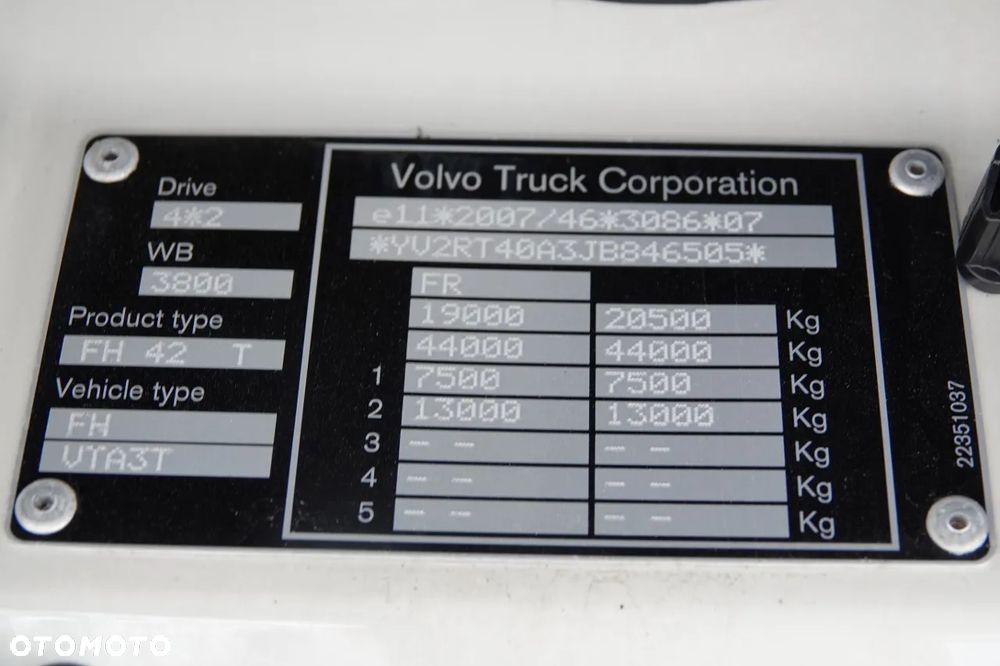 Drive
4*2
WB
3800
Product type
FH 42 T
Vehicle type
FH
VTA3T
Volvo Truck Corporation
e11*2007/46*3086*07
*YV2RT40A3JB846505*
FR
19000 20500 Kg
44000 44000 Kg
1 7500 7500 Kg
2 13000 13000 Kg
3 -- -- -- -- Kg
4 -- -- -- -- Kg
5 -- -- -- -- Kg
22351037
OTOMOTO